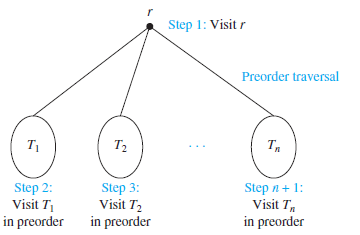 r
Step 1: Visit r
Preorder traversal
T1
T2
. . .
Tn
Step 2:
Visit T1
in preorder
Step 3:
Visit T2
in preorder
Step n + 1:
Visit Tn
in preorder